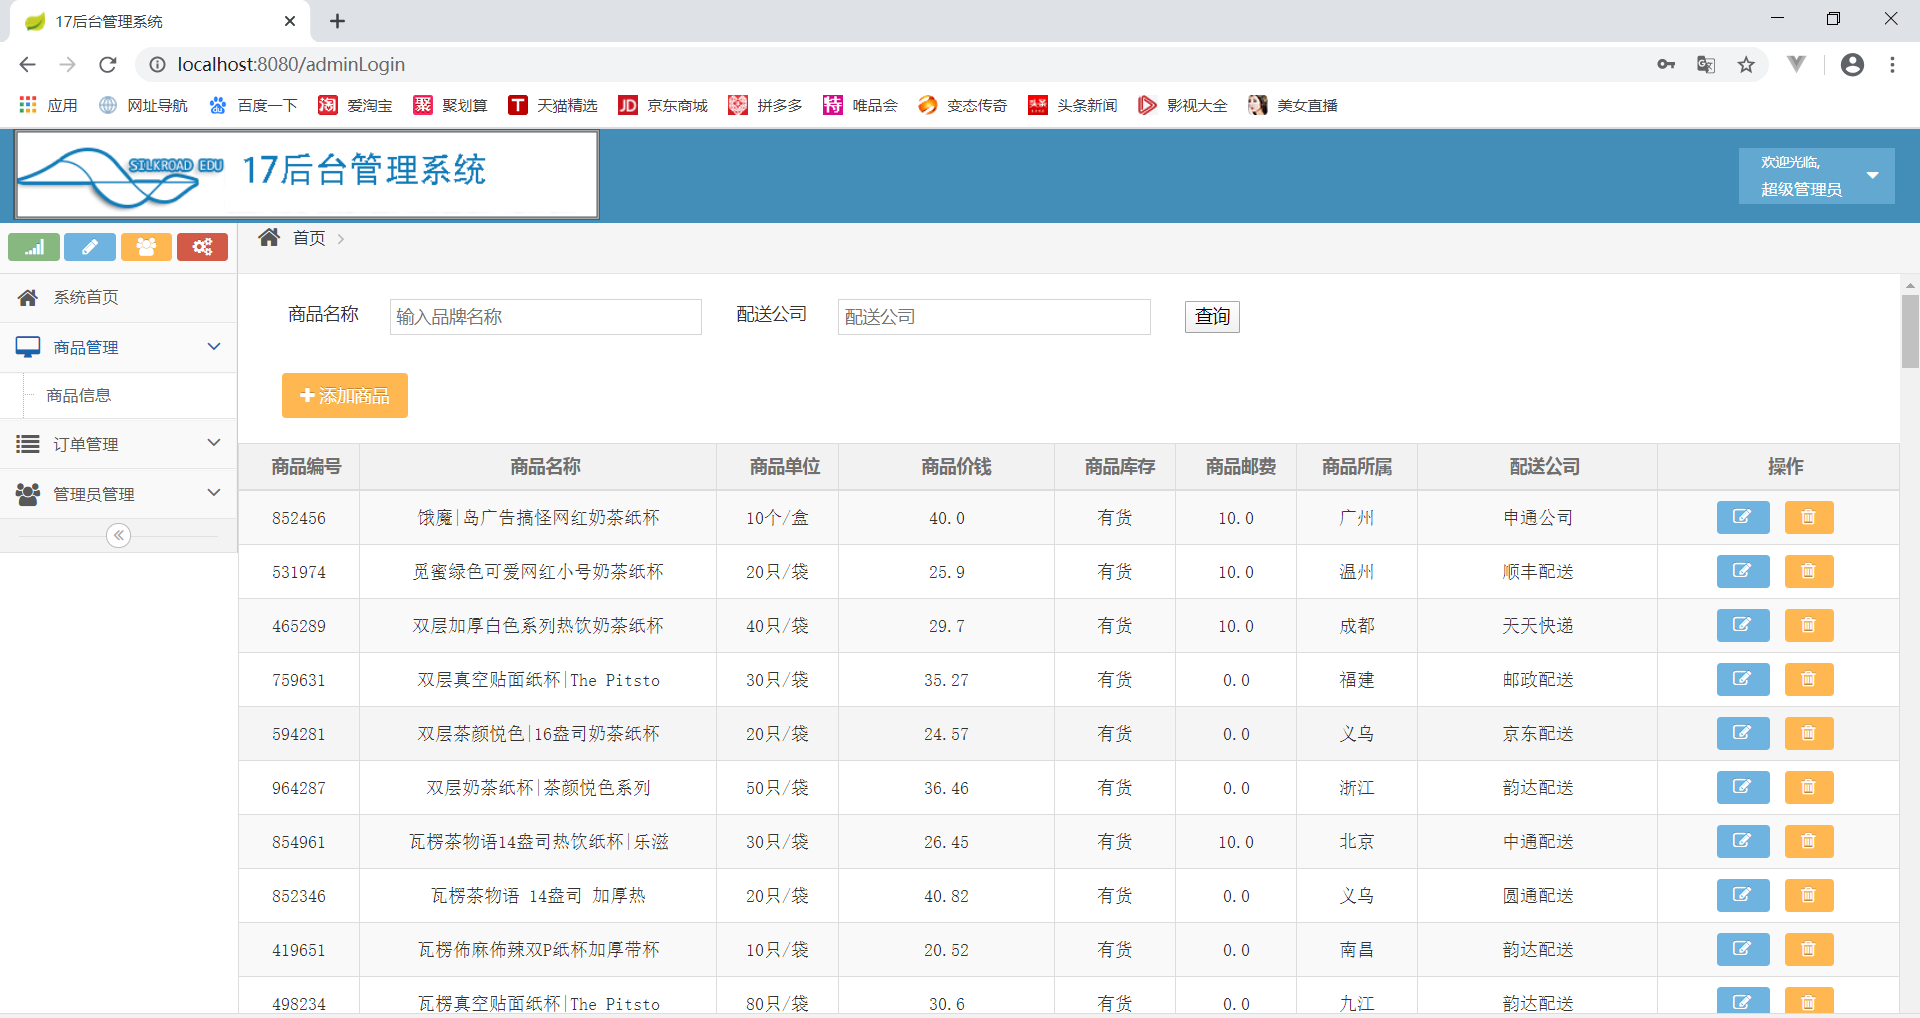 17后台管理系统
localhost:8080/adminLogin
应用 网址导航 百度一下 爱淘宝 聚划算 天猫精选 京东商城 拼多多 唯品会 变态传奇 头条新闻 影视大全 美女直播
SILKROAD EDU 17后台管理系统
欢迎光临,
超级管理员
首页
系统首页
商品管理
商品信息
订单管理
管理员管理
商品名称 输入品牌名称 配送公司 配送公司 查询
添加商品
商品编号 商品名称 商品单位 商品价钱 商品库存 商品邮费 商品所属 配送公司 操作
852456 饿魔|岛广告搞怪网红奶茶纸杯 10个/盒 40.0 有货 10.0 广州 申通公司
531974 觅蜜绿色可爱网红小号奶茶纸杯 20只/袋 25.9 有货 10.0 温州 顺丰配送
465289 双层加厚白色系列热饮奶茶纸杯 40只/袋 29.7 有货 10.0 成都 天天快递
759631 双层真空贴面纸杯|The Pitsto 30只/袋 35.27 有货 0.0 福建 邮政配送
594281 双层茶颜悦色|16盎司奶茶纸杯 20只/袋 24.57 有货 0.0 义乌 京东配送
964287 双层奶茶纸杯|茶颜悦色系列 50只/袋 36.46 有货 0.0 浙江 韵达配送
854961 瓦楞茶物语14盎司热饮纸杯|乐滋 30只/袋 26.45 有货 10.0 北京 中通配送
852346 瓦楞茶物语 14盎司 加厚热 20只/袋 40.82 有货 0.0 义乌 圆通配送
419651 瓦楞佈麻佈辣双P纸杯加厚带杯 10只/袋 20.52 有货 0.0 南昌 韵达配送
498234 瓦楞真空贴面纸杯|The Pitsto 80只/袋 30.6 有货 0.0 九江 韵达配送